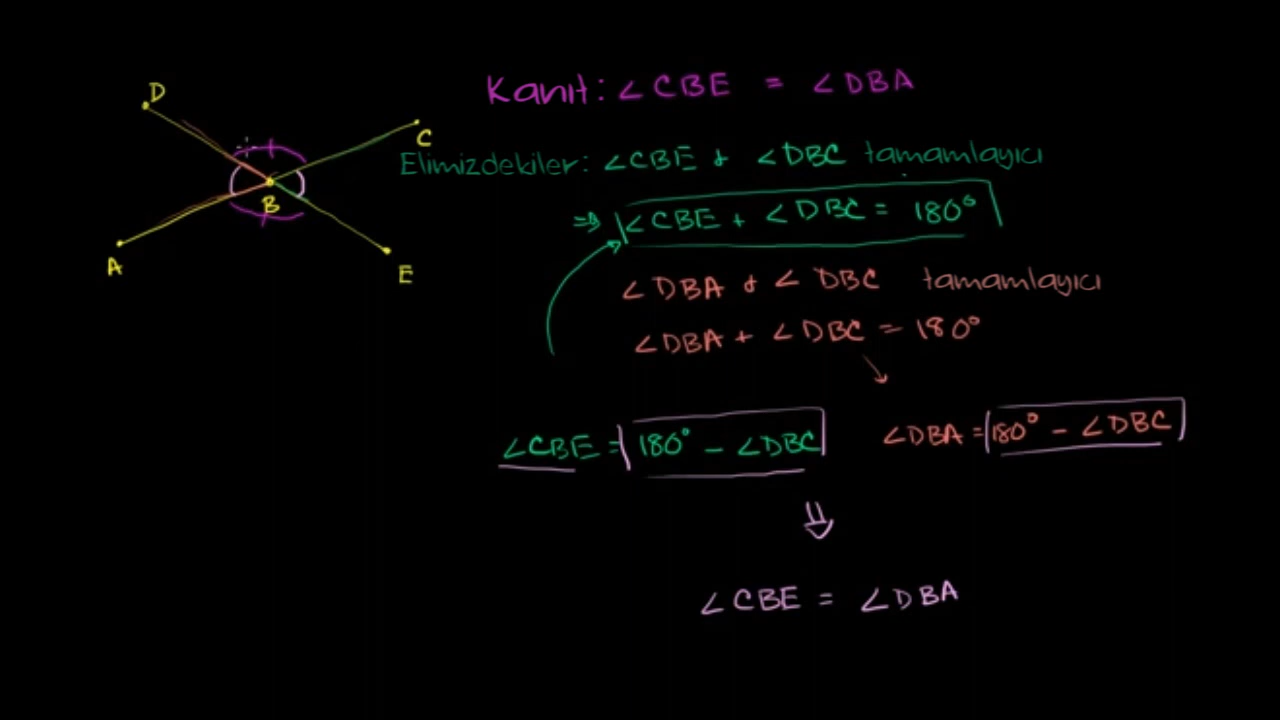 D
C
B
A
E
Kanıt: ∠CBE = ∠DBA
Elimizdekiler: ∠CBE & ∠DBC tamamlayıcı
⇒ ∠CBE + ∠DBC = 180°
∠DBA & ∠DBC tamamlayıcı
∠DBA + ∠DBC = 180°
∠CBE = 180° - ∠DBC
∠DBA = 180° - ∠DBC
⇓
∠CBE = ∠DBA